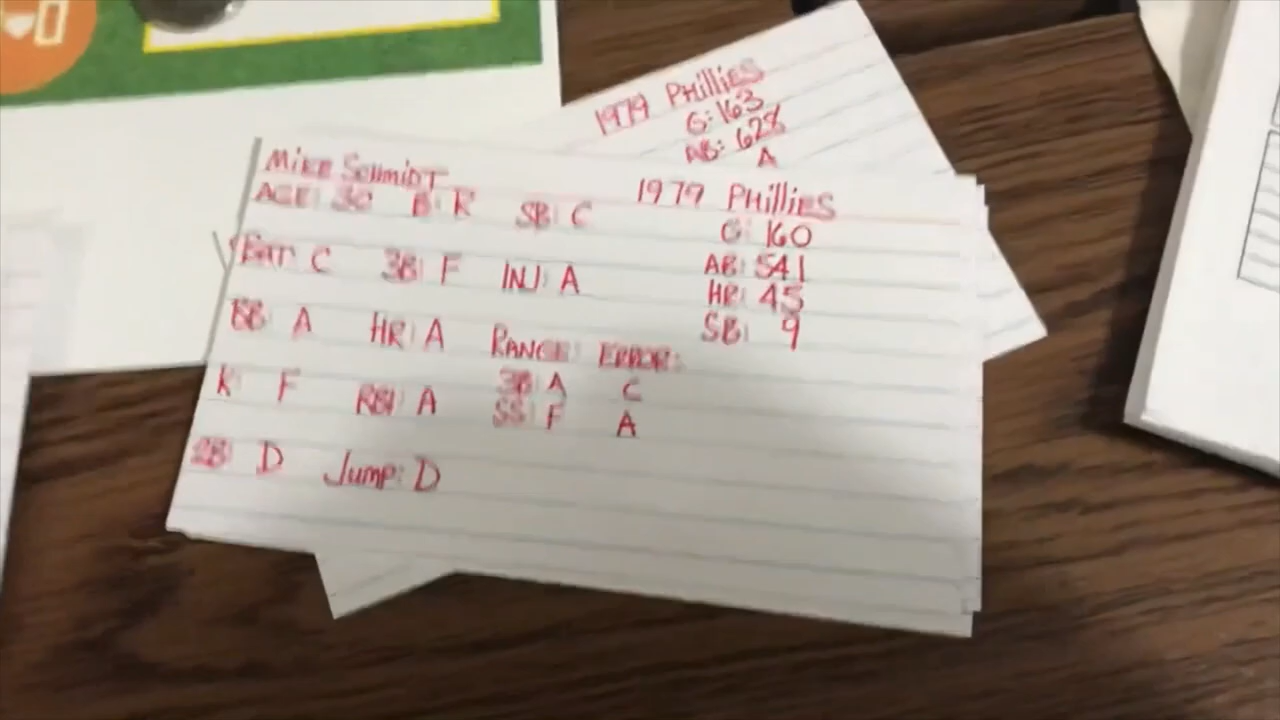 1979 Phillies
G: 163
AB: 628
A
Mike Schmidt
1979 Phillies
AGE: 30 B: R SB: C
G: 160
BAT: C 3B: F INJ: A
AB: 541
HR: 45
SB: 9
BB: A HR: A RANGE: ERROR:
K: F RBI: A 3B: A C
SS: F A
2B: D Jump: D